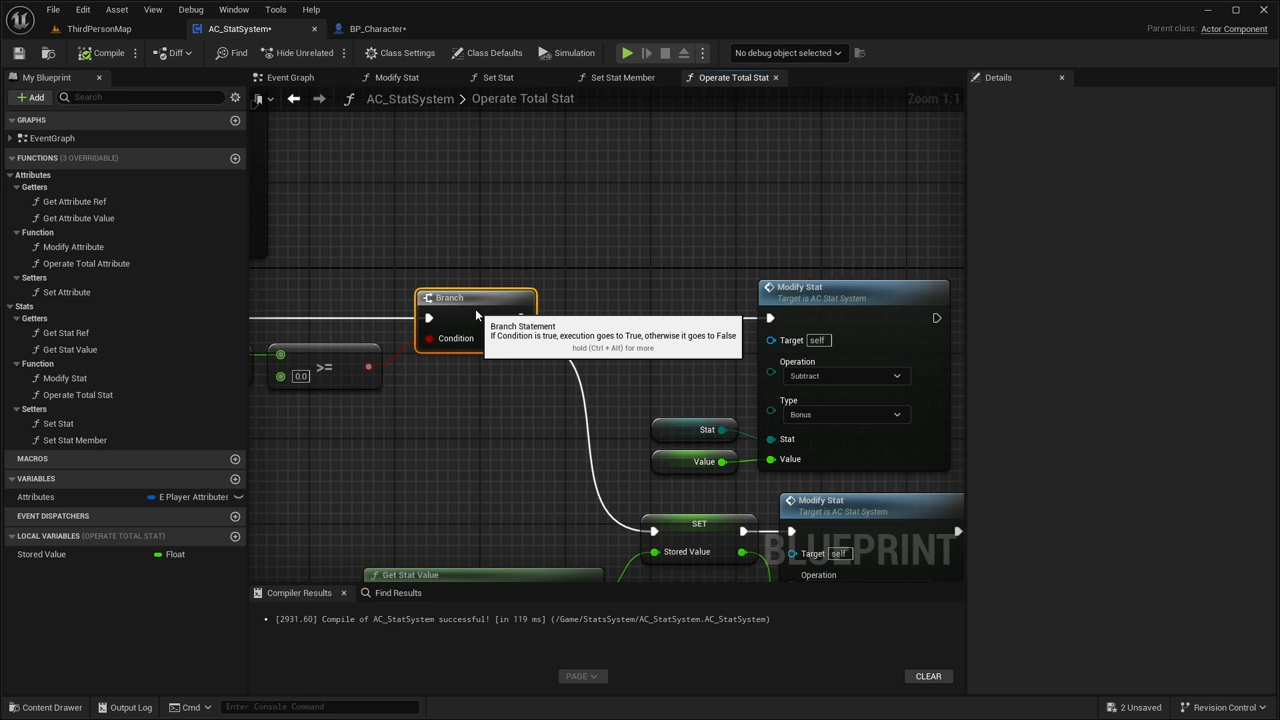 File Edit Asset View Debug Window Tools Help
ThirdPersonMap AC_StatSystem* BP_Character*
Parent class: Actor Component
Compile Diff Find Hide Unrelated Class Settings Class Defaults Simulation No debug object selected
My Blueprint
Event Graph Modify Stat Set Stat Set Stat Member Operate Total Stat
Details
Add Search
AC_StatSystem > Operate Total Stat
Zoom 1:1
GRAPHS
EventGraph
FUNCTIONS (3 OVERRIDABLE)
Attributes
Getters
Get Attribute Ref
Get Attribute Value
Function
Modify Attribute
Operate Total Attribute
Setters
Set Attribute
Stats
Getters
Get Stat Ref
Get Stat Value
Function
Modify Stat
Operate Total Stat
Setters
Set Stat
Set Stat Member
MACROS
VARIABLES
Attributes E Player Attributes
EVENT DISPATCHERS
LOCAL VARIABLES (OPERATE TOTAL STAT)
Stored Value Float
Branch
Condition
0.0 >=
Branch Statement
If Condition is true, execution goes to True, otherwise it goes to False
hold (Ctrl + Alt) for more
Modify Stat
Target is AC Stat System
Target self
Operation
Subtract
Type
Bonus
Stat
Value
Stat
Value
SET
Stored Value
Modify Stat
Target is AC Stat System
Target self
Operation
BLUEPRINT
Get Stat Value
Compiler Results Find Results
[2931.60] Compile of AC_StatSystem successful! [in 119 ms] (/Game/StatsSystem/AC_StatSystem.AC_StatSystem)
PAGE
CLEAR
Content Drawer Output Log Cmd Enter Console Command
2 Unsaved Revision Control